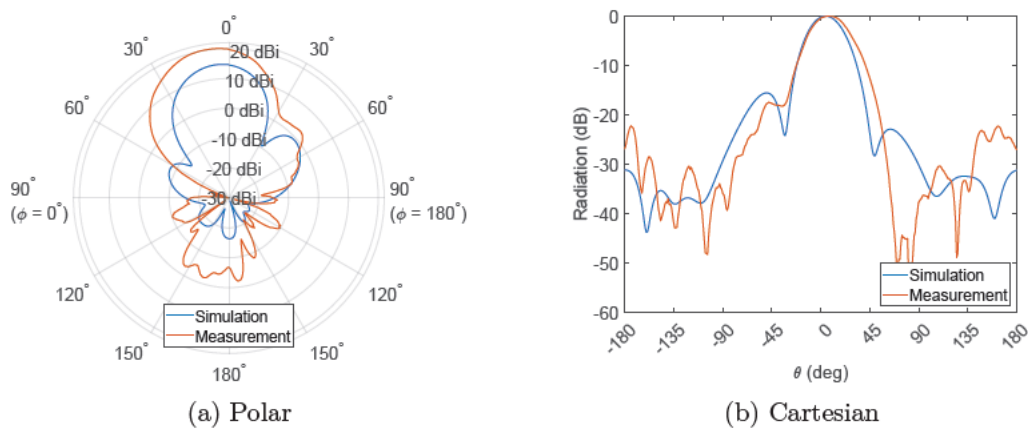 0°
30°
30°
60°
60°
90°
(ϕ = 0°)
90°
(ϕ = 180°)
120°
120°
150°
150°
180°
20 dBi
10 dBi
0 dBi
-10 dBi
-20 dBi
-30 dBi
Simulation
Measurement
(a) Polar
0
-10
-20
-30
-40
-50
-60
Radiation (dB)
-180
-135
-90
-45
0
45
90
135
180
θ (deg)
Simulation
Measurement
(b) Cartesian